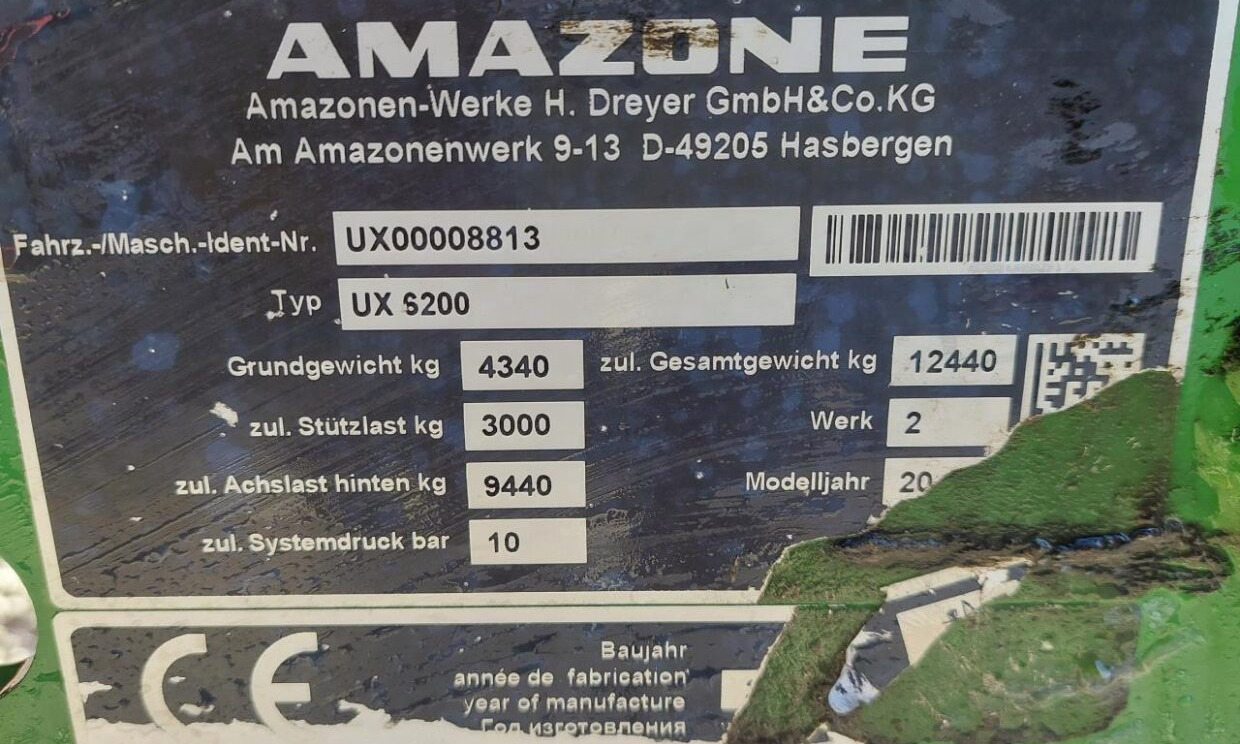 AMAZONE
Amazonen-Werke H. Dreyer GmbH&Co.KG
Am Amazonenwerk 9-13 D-49205 Hasbergen
Fahrz.-/Masch.-Ident-Nr. UX00008813
Typ UX 6200
Grundgewicht kg 4340 zul. Gesamtgewicht kg 12440
zul. Stützlast kg 3000 Werk 2
zul. Achslast hinten kg 9440 Modelljahr 20
zul. Systemdruck bar 10
CE Baujahr
année de fabrication
year of manufacture
Год изготовления